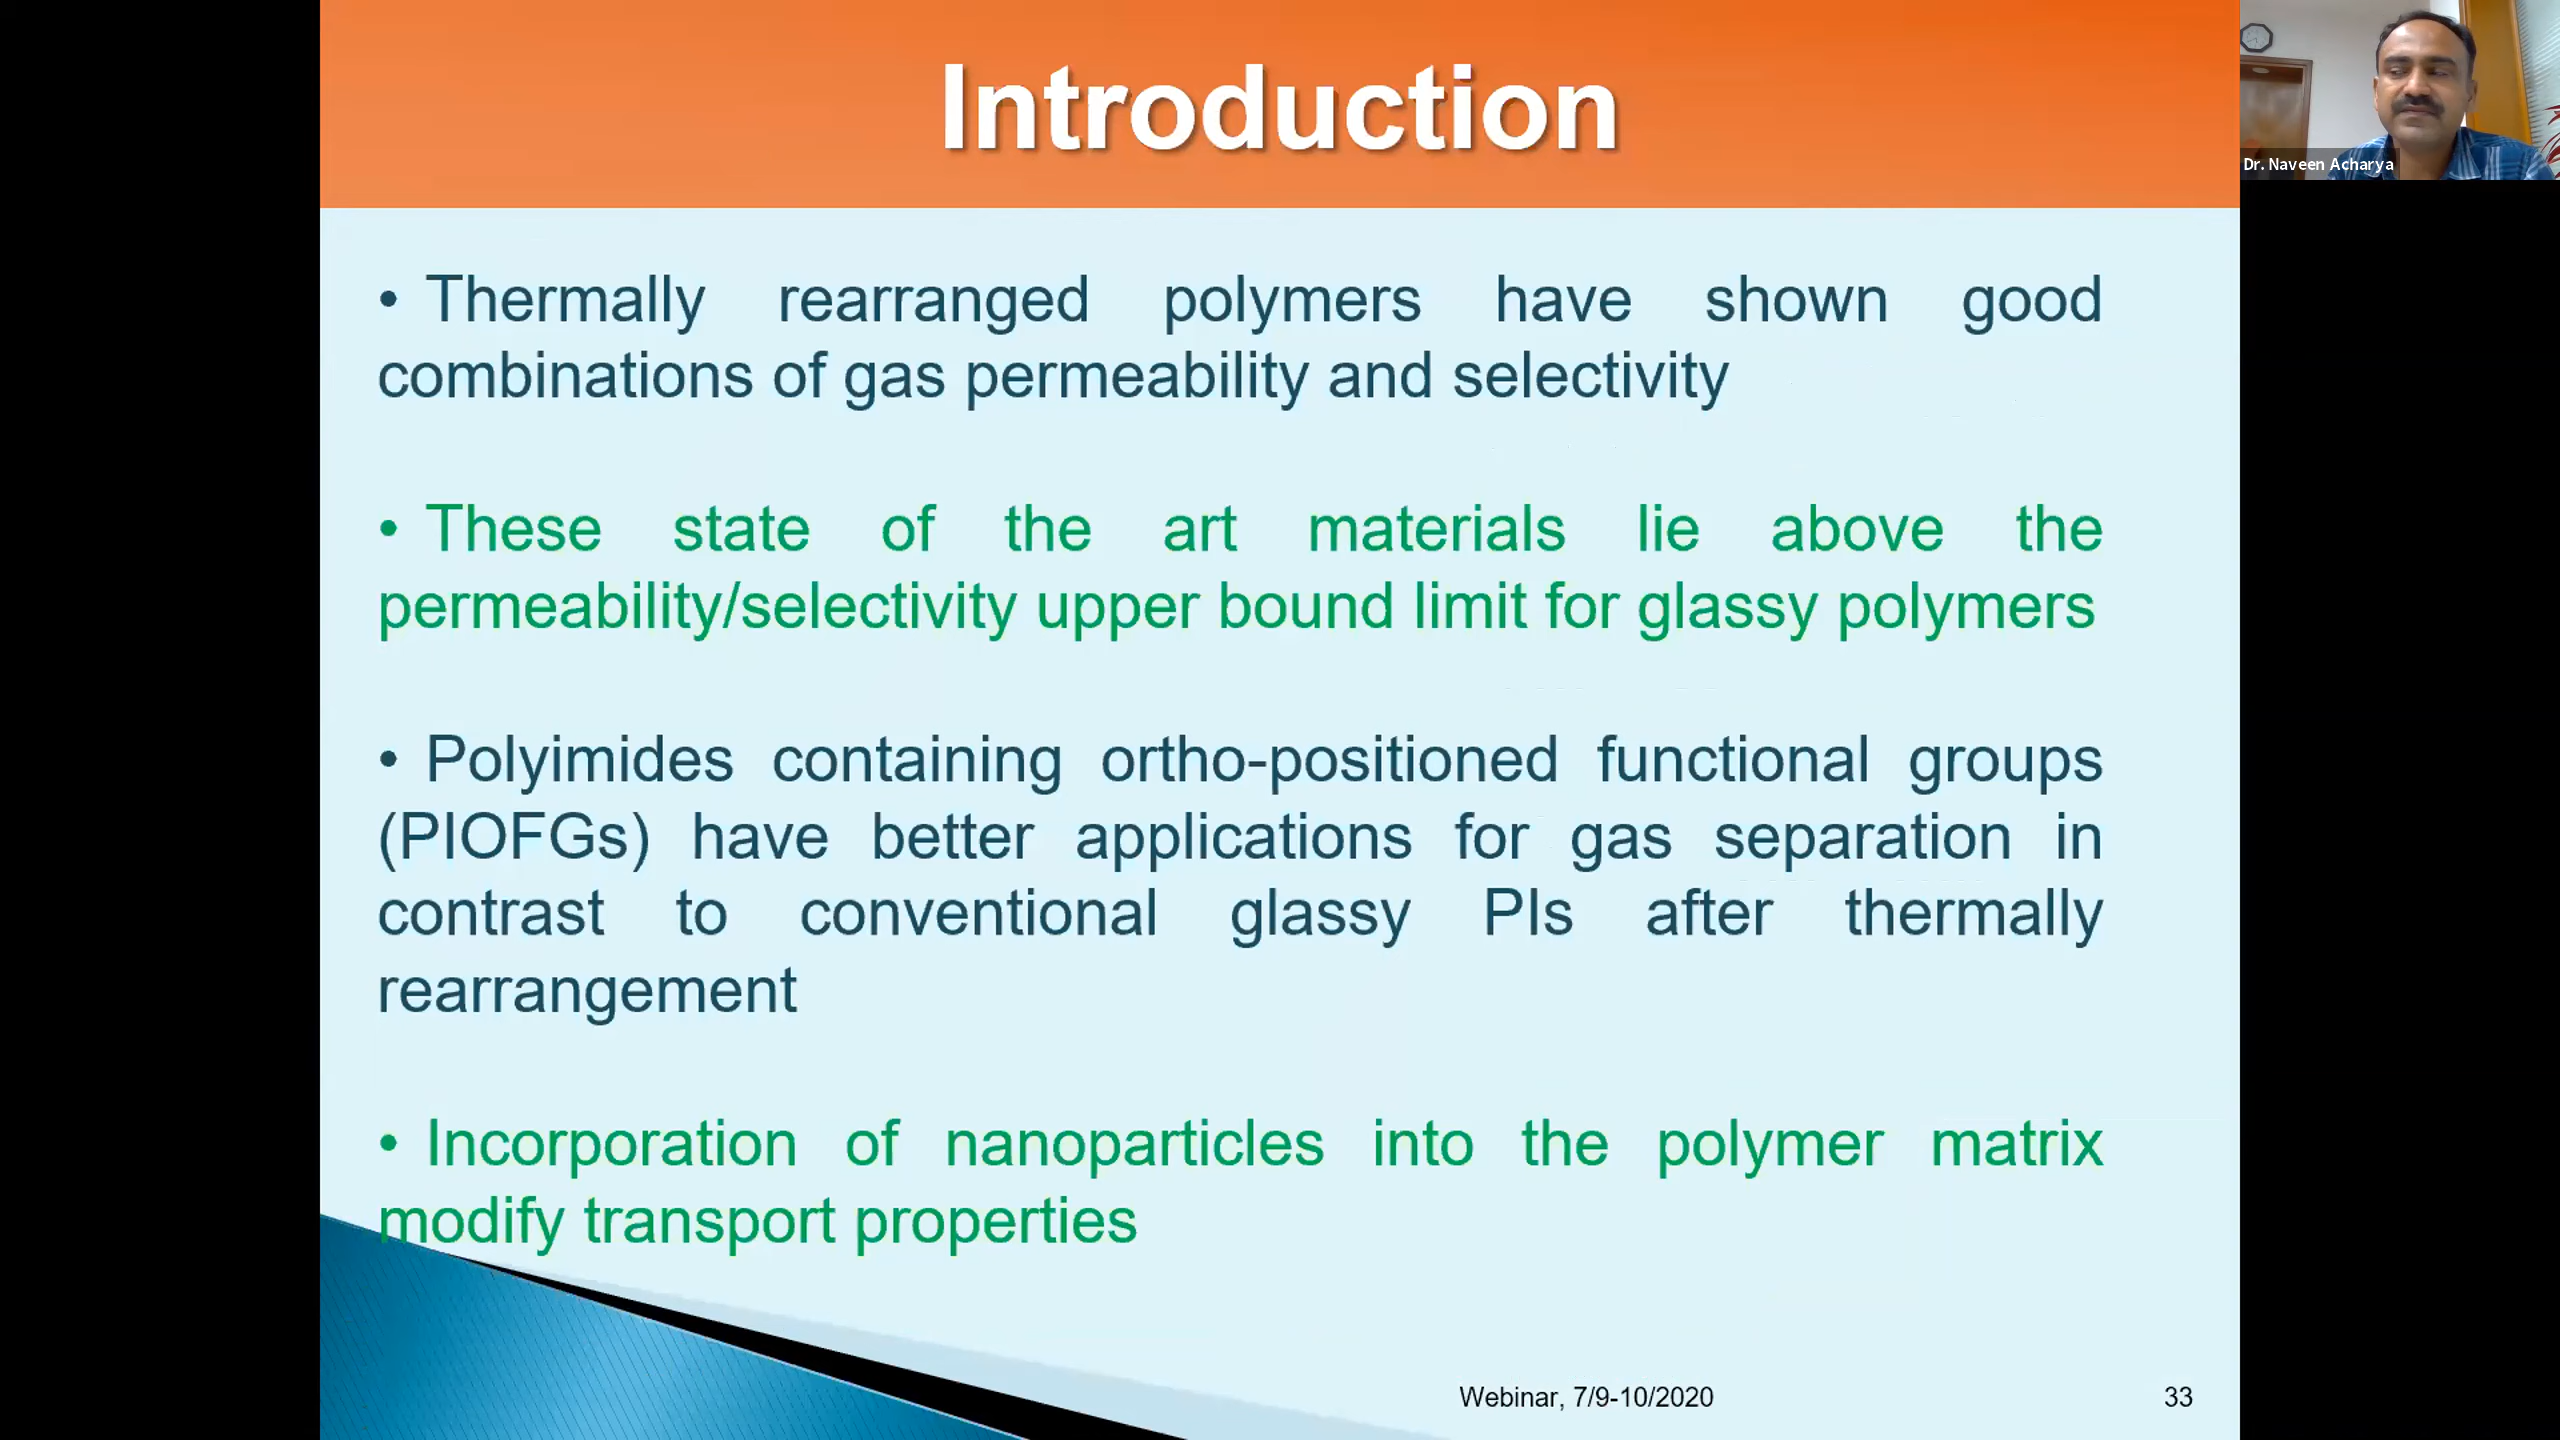 Introduction
Dr. Naveen Acharya
• Thermally rearranged polymers have shown good
combinations of gas permeability and selectivity
• These state of the art materials lie above the
permeability/selectivity upper bound limit for glassy polymers
• Polyimides containing ortho-positioned functional groups
(PIOFGs) have better applications for gas separation in
contrast to conventional glassy PIs after thermally
rearrangement
• Incorporation of nanoparticles into the polymer matrix
modify transport properties
Webinar, 7/9-10/2020
33